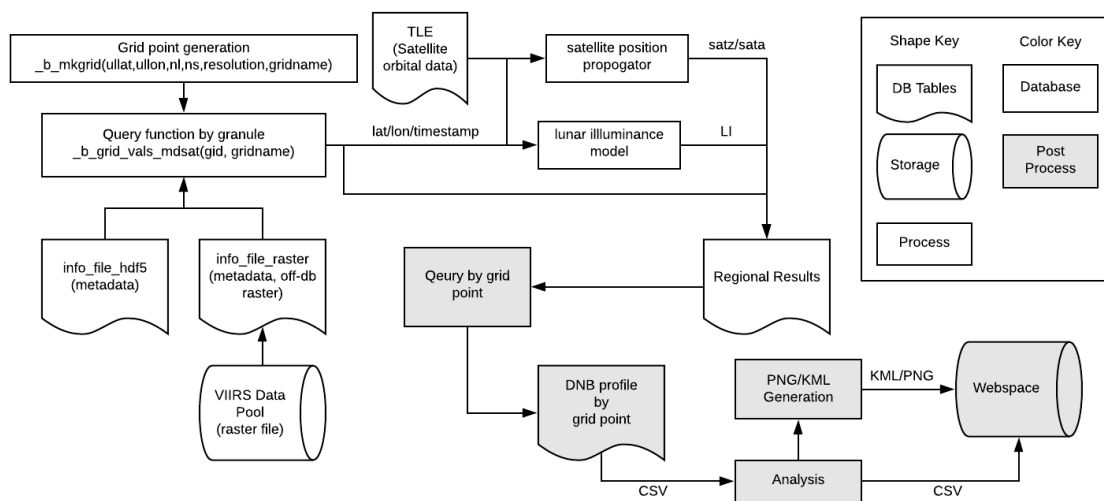 Grid point generation
_b_mkgrid(ullat,ullon,nl,ns,resolution,gridname)
TLE
(Satellite
orbital data)
satellite position
propogator
satz/sata
Query function by granule
_b_grid_vals_mdsat(gid, gridname)
lat/lon/timestamp
lunar illluminance
model
LI
info_file_hdf5
(metadata)
info_file_raster
(metadata, off-db
raster)
VIIRS Data
Pool
(raster file)
Qeury by grid
point
Regional Results
DNB profile
by
grid point
CSV
PNG/KML
Generation
KML/PNG
Webspace
Analysis
CSV
Shape Key
Color Key
DB Tables
Database
Storage
Post
Process
Process